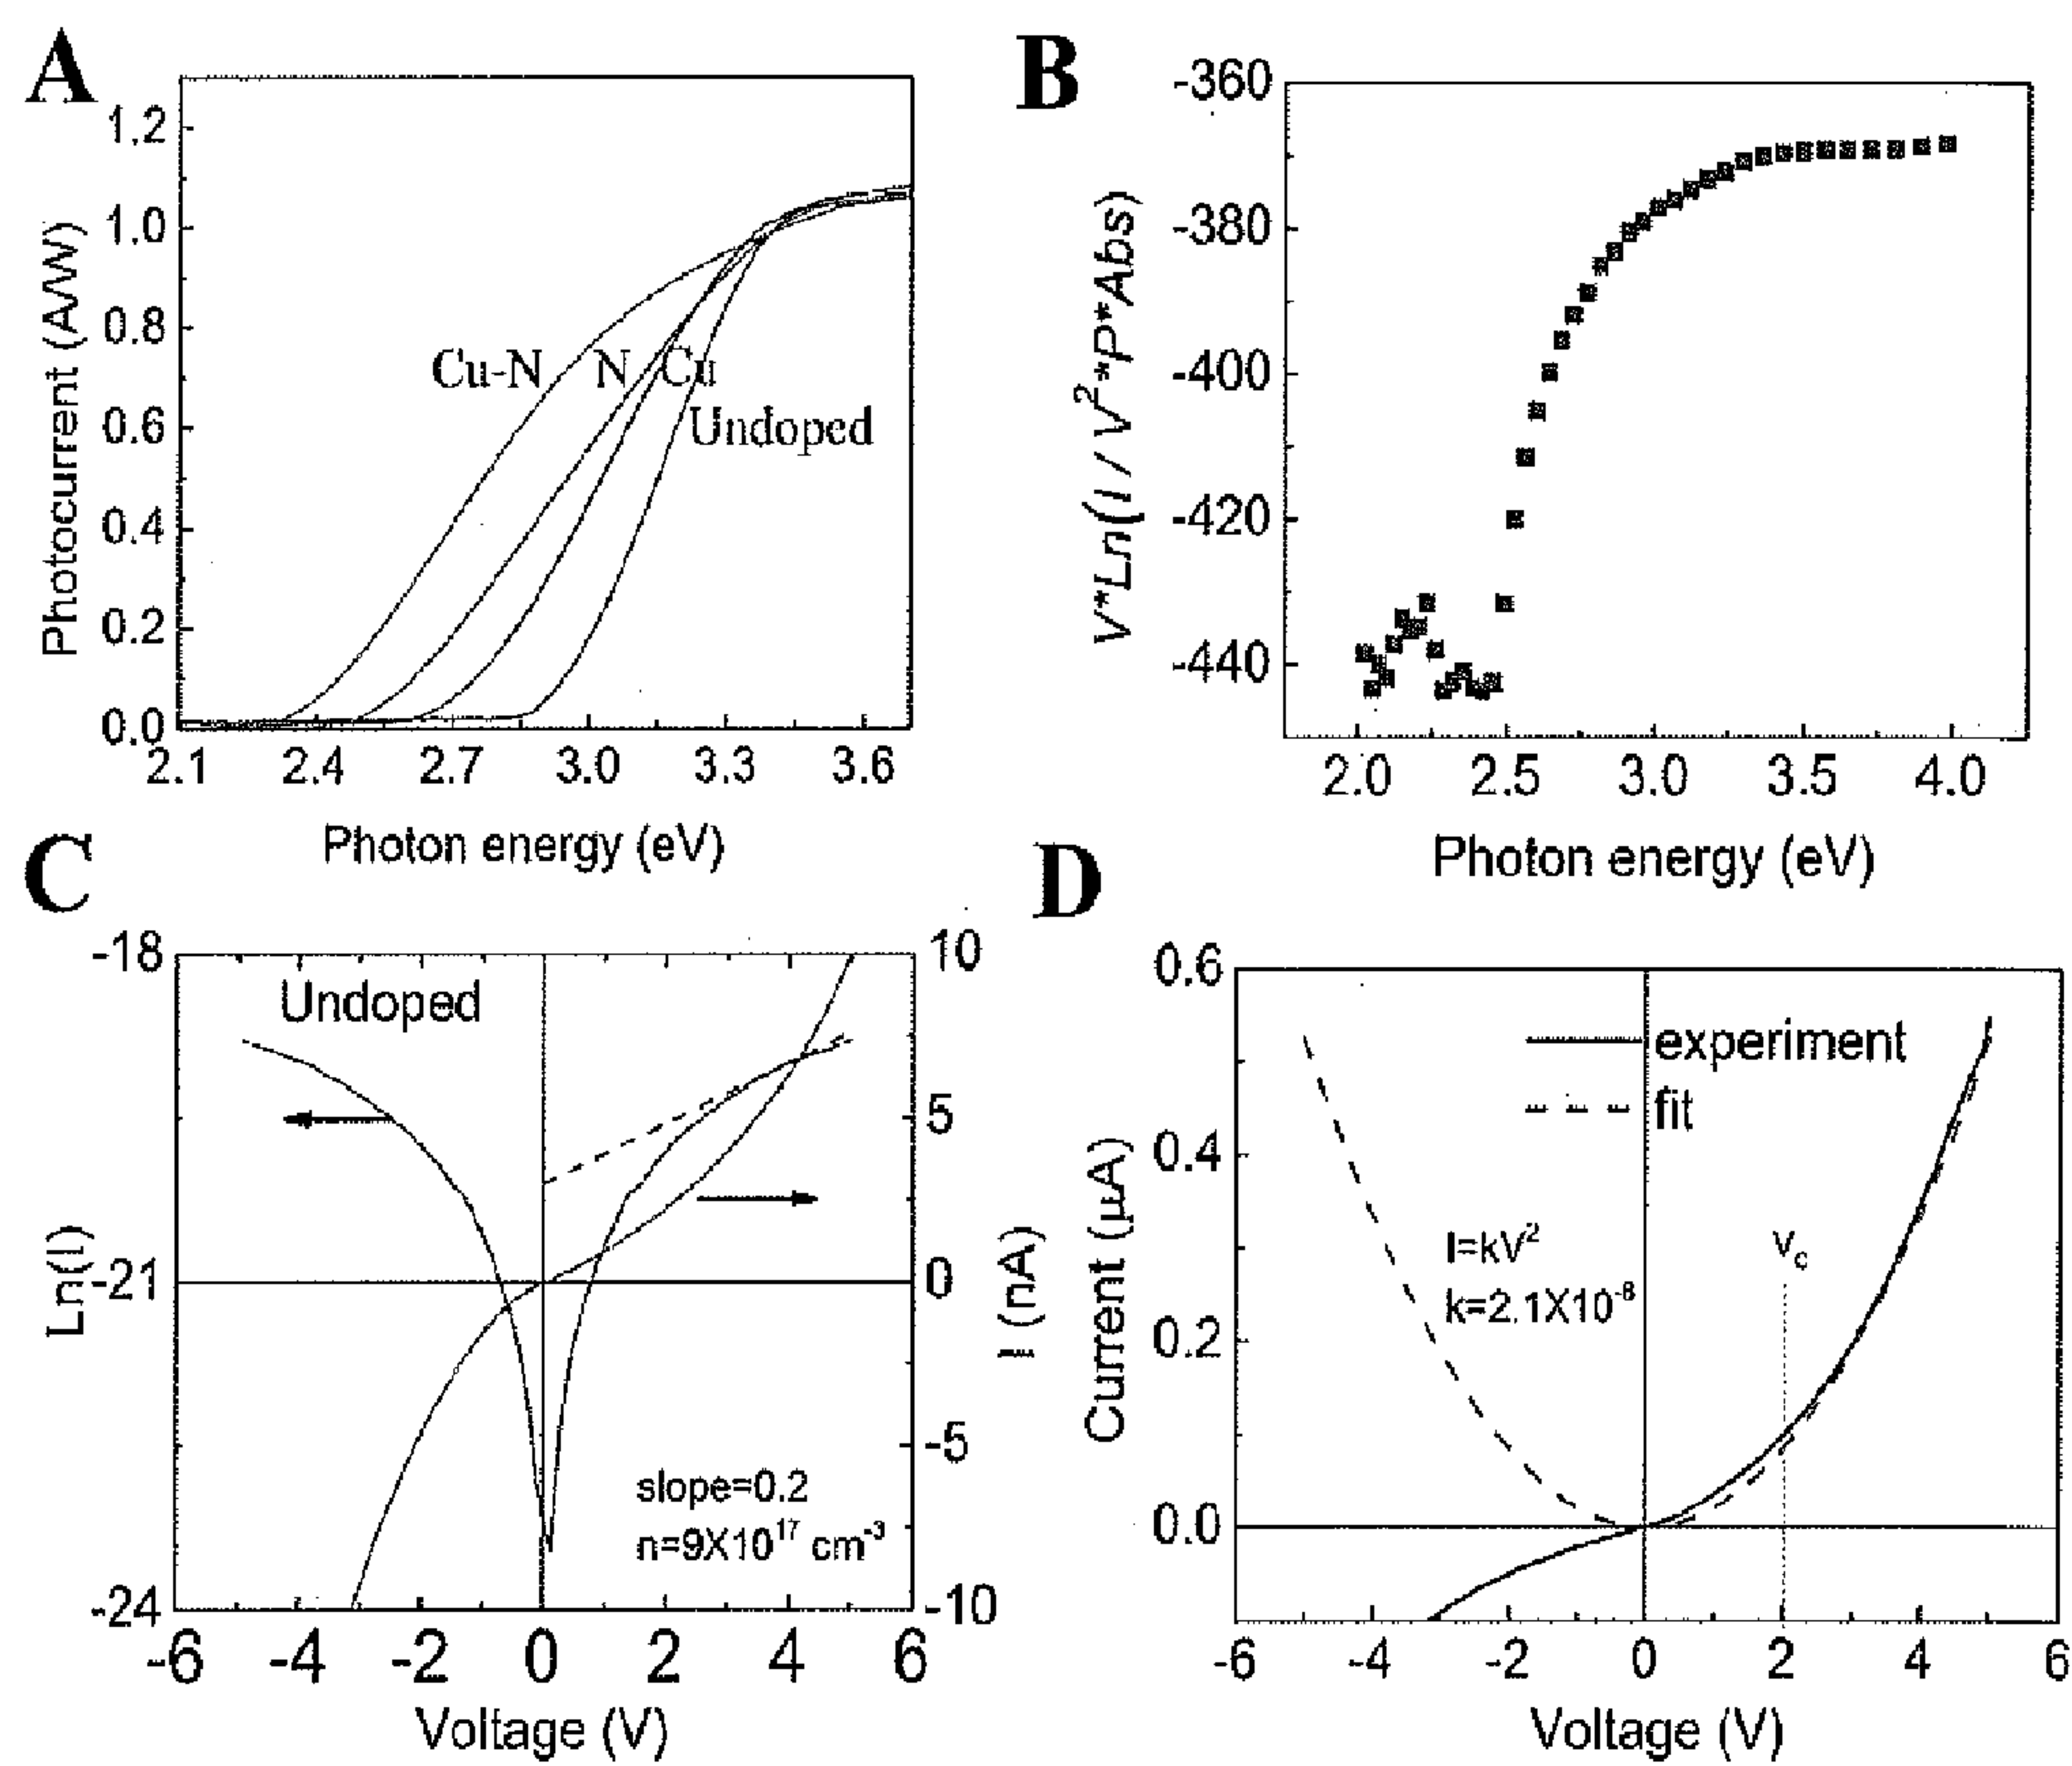 A
1.2
1.0
0.8
0.6
0.4
0.2
0.0
Photocurrent (A/W)
Cu-N
N
Cu
Undoped
2.1 2.4 2.7 3.0 3.3 3.6
Photon energy (eV)
B
-360
-380
-400
-420
-440
V*Ln(I / V²*P*Abs)
2.0 2.5 3.0 3.5 4.0
Photon energy (eV)
C
-18
-21
-24
Ln(I)
Undoped
10
5
0
-5
-10
I (nA)
slope=0.2
n=9X10¹⁷ cm⁻³
-6 -4 -2 0 2 4 6
Voltage (V)
D
0.6
0.4
0.2
0.0
Current (µA)
experiment
fit
I=kV²
k=2.1X10⁻⁸
Vc
-6 -4 -2 0 2 4 6
Voltage (V)